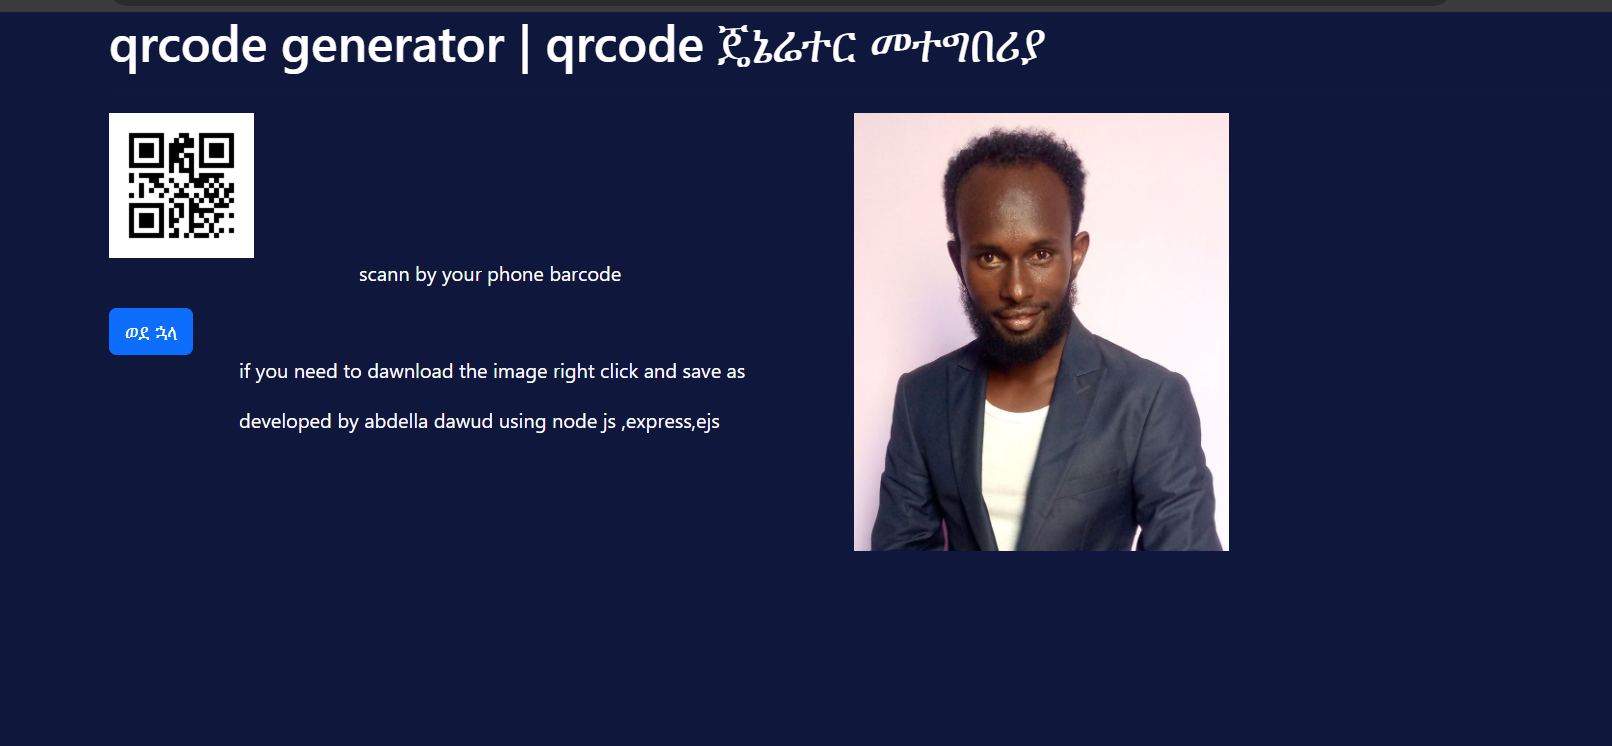 qrcode generator | qrcode ጄኔሬተር መተግበሪያ
scann by your phone barcode
ወደ ኋላ
if you need to dawnload the image right click and save as
developed by abdella dawud using node js ,express,ejs